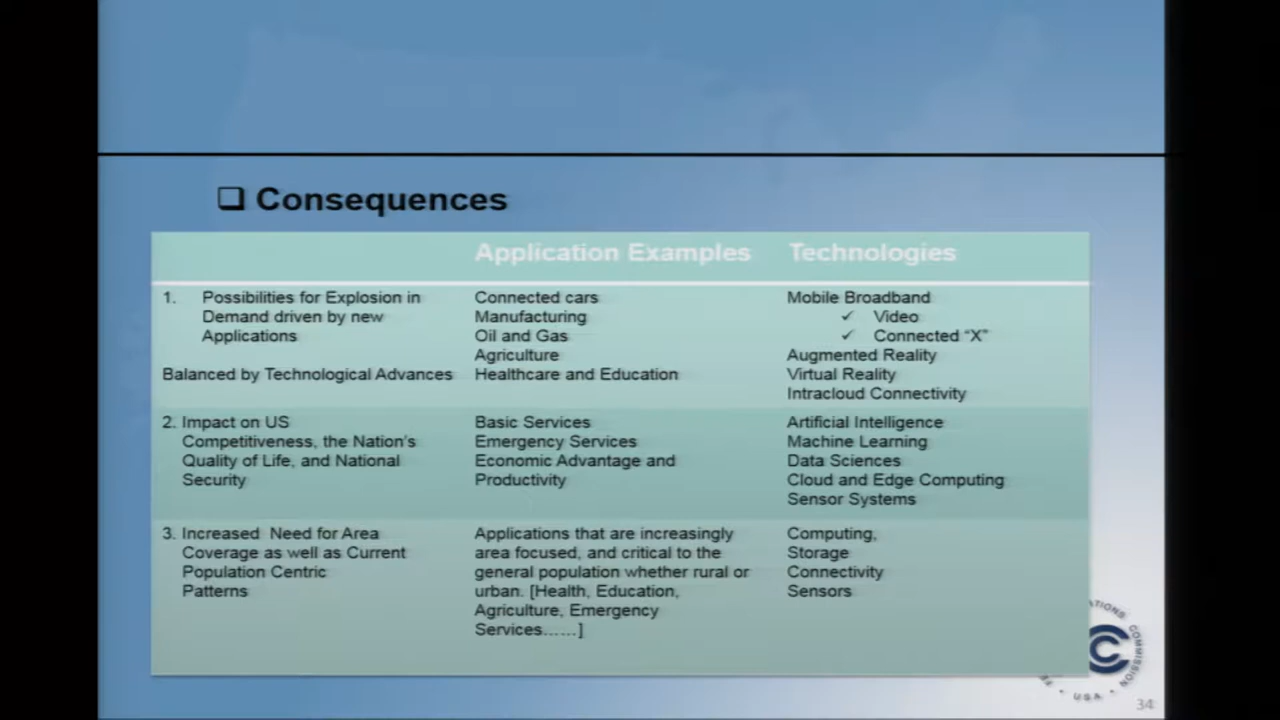 ❑ Consequences
Application Examples
Technologies
1. Possibilities for Explosion in
Demand driven by new
Applications
Balanced by Technological Advances
Connected cars
Manufacturing
Oil and Gas
Agriculture
Healthcare and Education
Mobile Broadband
✓ Video
✓ Connected “X”
Augmented Reality
Virtual Reality
Intracloud Connectivity
2. Impact on US
Competitiveness, the Nation’s
Quality of Life, and National
Security
Basic Services
Emergency Services
Economic Advantage and
Productivity
Artificial Intelligence
Machine Learning
Data Sciences
Cloud and Edge Computing
Sensor Systems
3. Increased Need for Area
Coverage as well as Current
Population Centric
Patterns
Applications that are increasingly
area focused, and critical to the
general population whether rural or
urban. [Health, Education,
Agriculture, Emergency
Services……]
Computing,
Storage
Connectivity
Sensors
COMMISSION
USA
34